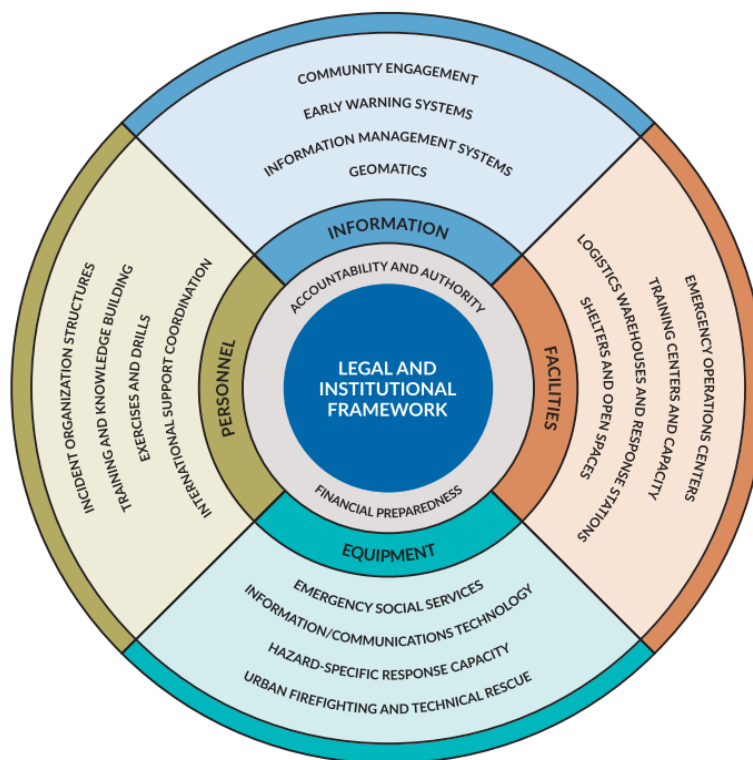 COMMUNITY ENGAGEMENT
EARLY WARNING SYSTEMS
INFORMATION MANAGEMENT SYSTEMS
GEOMATICS
INFORMATION
ACCOUNTABILITY AND AUTHORITY
LEGAL AND
INSTITUTIONAL
FRAMEWORK
FINANCIAL PREPAREDNESS
FACILITIES
EMERGENCY OPERATIONS CENTERS
TRAINING CENTERS AND CAPACITY
LOGISTICS WAREHOUSES AND RESPONSE STATIONS
SHELTERS AND OPEN SPACES
EQUIPMENT
EMERGENCY SOCIAL SERVICES
INFORMATION/COMMUNICATIONS TECHNOLOGY
HAZARD-SPECIFIC RESPONSE CAPACITY
URBAN FIREFIGHTING AND TECHNICAL RESCUE
PERSONNEL
INCIDENT ORGANIZATION STRUCTURES
TRAINING AND KNOWLEDGE BUILDING
EXERCISES AND DRILLS
INTERNATIONAL SUPPORT COORDINATION